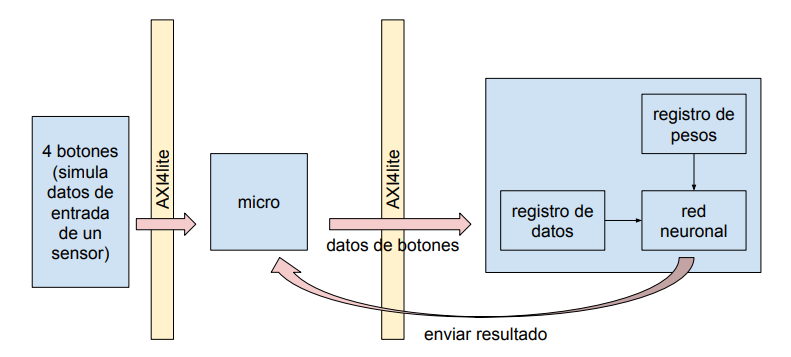 4 botones
(simula
datos de
entrada
de un
sensor)
AXI4lite
micro
AXI4lite
datos de botones
registro de
pesos
registro de
datos
red
neuronal
enviar resultado